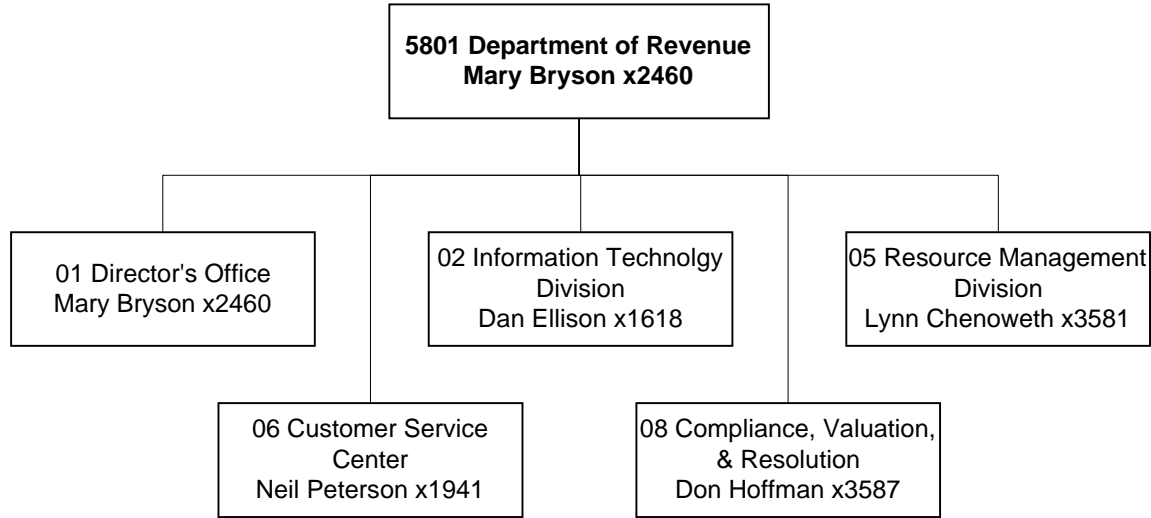 5801 Department of Revenue
Mary Bryson x2460
01 Director's Office
Mary Bryson x2460
02 Information Technolgy
Division
Dan Ellison x1618
05 Resource Management
Division
Lynn Chenoweth x3581
06 Customer Service
Center
Neil Peterson x1941
08 Compliance, Valuation,
& Resolution
Don Hoffman x3587